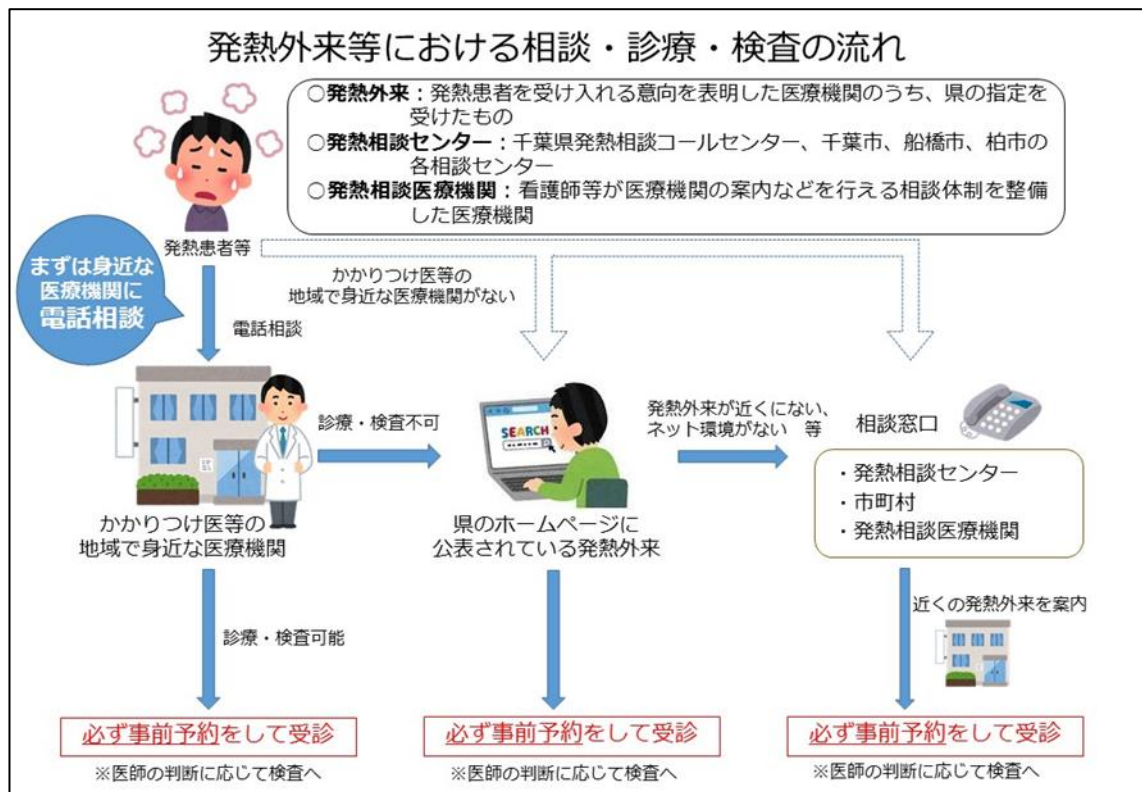 発熱外来等における相談・診療・検査の流れ
○発熱外来：発熱患者を受け入れる意向を表明した医療機関のうち、県の指定を
受けたもの
○発熱相談センター：千葉県発熱相談コールセンター、千葉市、船橋市、柏市の
各相談センター
○発熱相談医療機関：看護師等が医療機関の案内などを行える相談体制を整備
した医療機関
発熱患者等
まずは身近な
医療機関に
電話相談
電話相談
かかりつけ医等の
地域で身近な医療機関がない
診療・検査不可
SEARCH
発熱外来が近くにない、
ネット環境がない 等
相談窓口
・発熱相談センター
・市町村
・発熱相談医療機関
かかりつけ医等の
地域で身近な医療機関
県のホームページに
公表されている発熱外来
診療・検査可能
近くの発熱外来を案内
必ず事前予約をして受診
※医師の判断に応じて検査へ
必ず事前予約をして受診
※医師の判断に応じて検査へ
必ず事前予約をして受診
※医師の判断に応じて検査へ